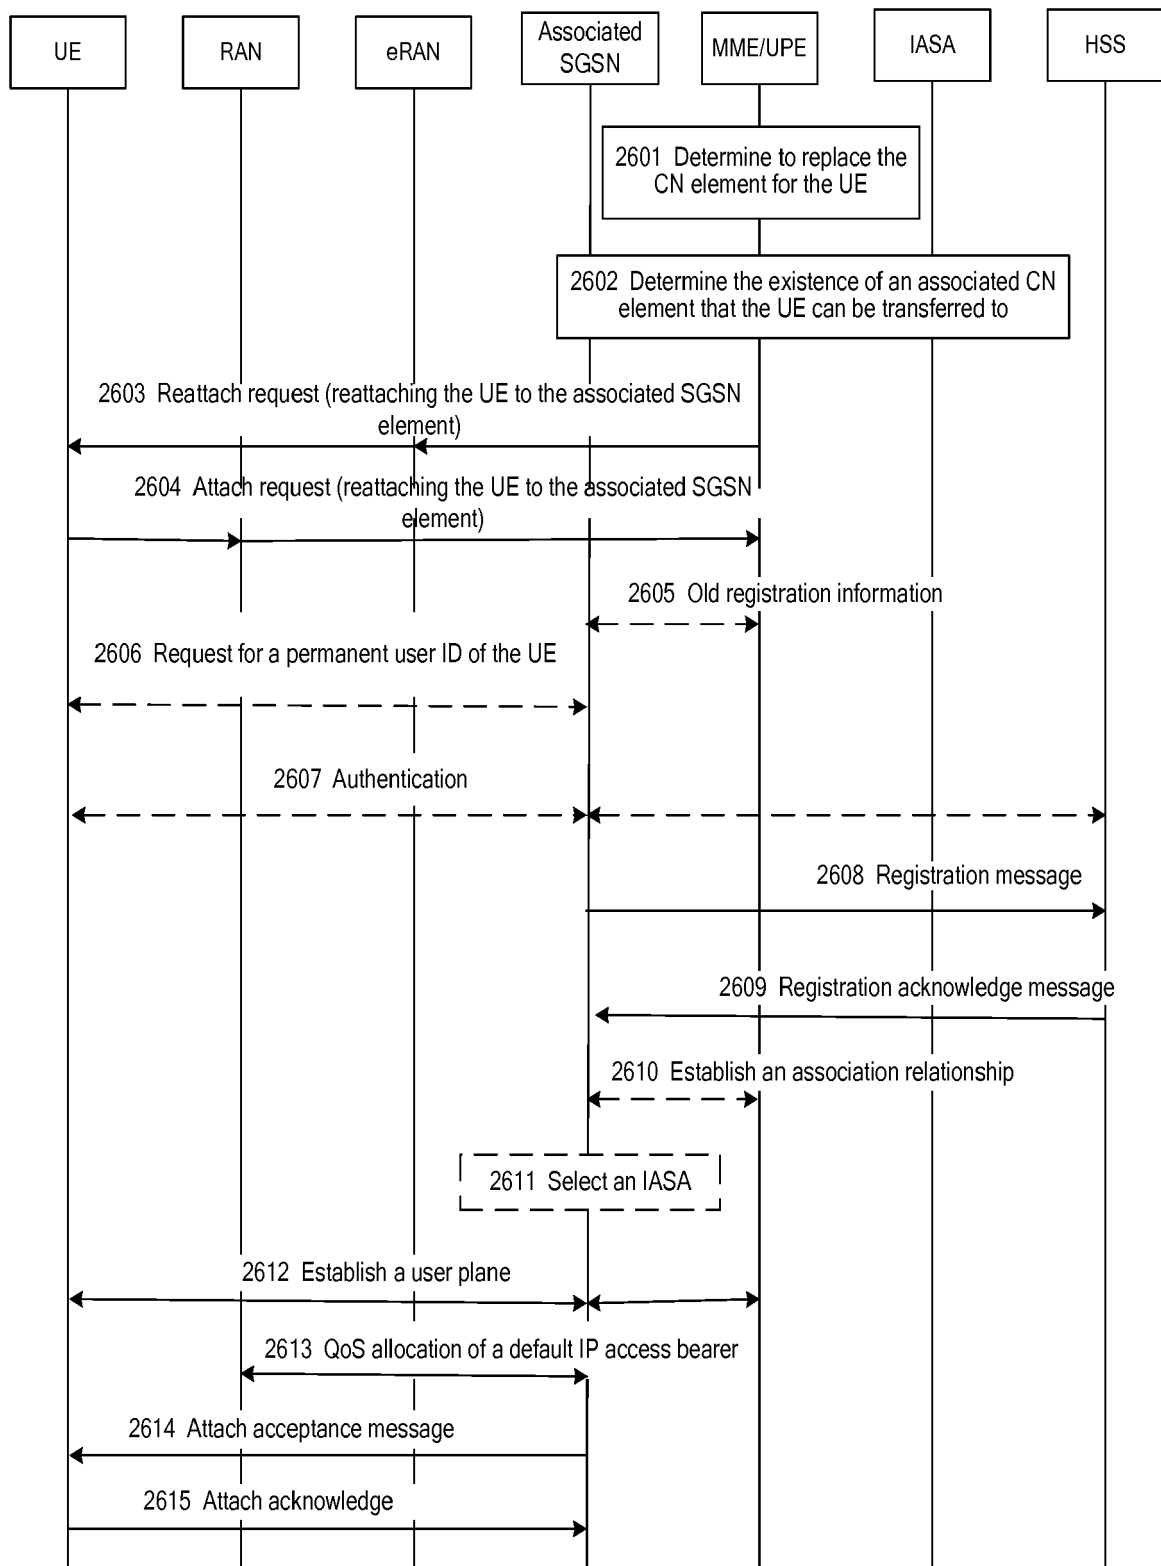 UE
RAN
eRAN
Associated
SGSN
MME/UPE
IASA
HSS
2601 Determine to replace the
CN element for the UE
2602 Determine the existence of an associated CN
element that the UE can be transferred to
2603 Reattach request (reattaching the UE to the associated SGSN
element)
2604 Attach request (reattaching the UE to the associated SGSN
element)
2605 Old registration information
2606 Request for a permanent user ID of the UE
2607 Authentication
2608 Registration message
2609 Registration acknowledge message
2610 Establish an association relationship
2611 Select an IASA
2612 Establish a user plane
2613 QoS allocation of a default IP access bearer
2614 Attach acceptance message
2615 Attach acknowledge